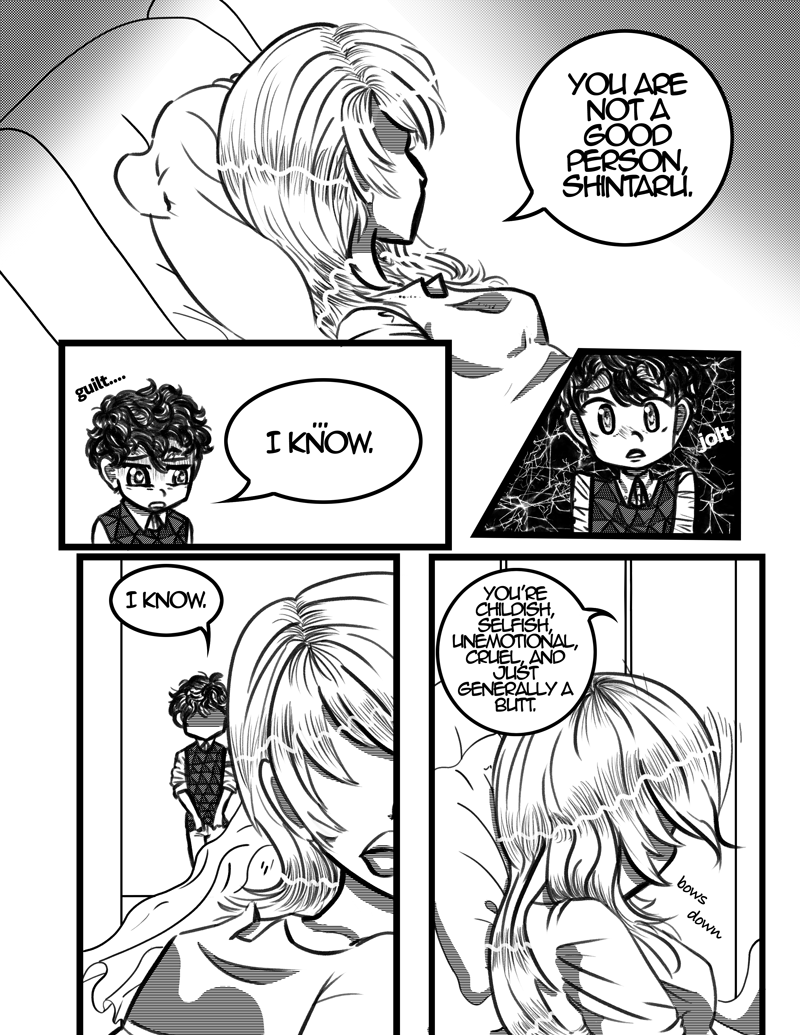 YOU ARE
NOT A
GOOD
PERSON,
SHINTARU.
guilt....
...
I KNOW.
jolt
I KNOW.
YOU'RE
CHILDISH,
SELFISH,
UNEMOTIONAL,
CRUEL, AND
JUST
GENERALLY A
BUTT.
bows
down